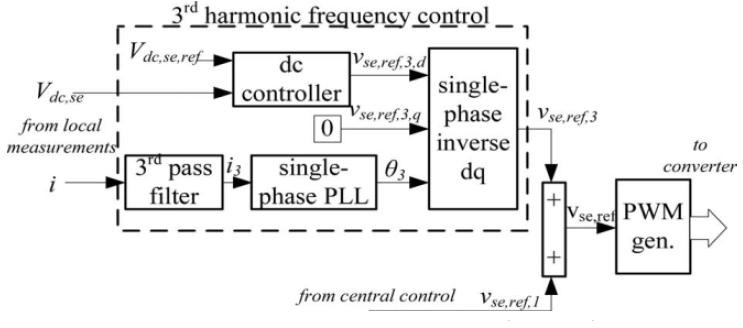 3rd harmonic frequency control
Vdc,se,ref
dc
controller
vse,ref,3,d
Vdc,se
from local
measurements
0
vse,ref,3,q
single-
phase
inverse
dq
vse,ref,3
i
3rd pass
filter
i3
single-
phase PLL
θ3
+
+
vse,ref
PWM
gen.
to
converter
from central control
vse,ref,1